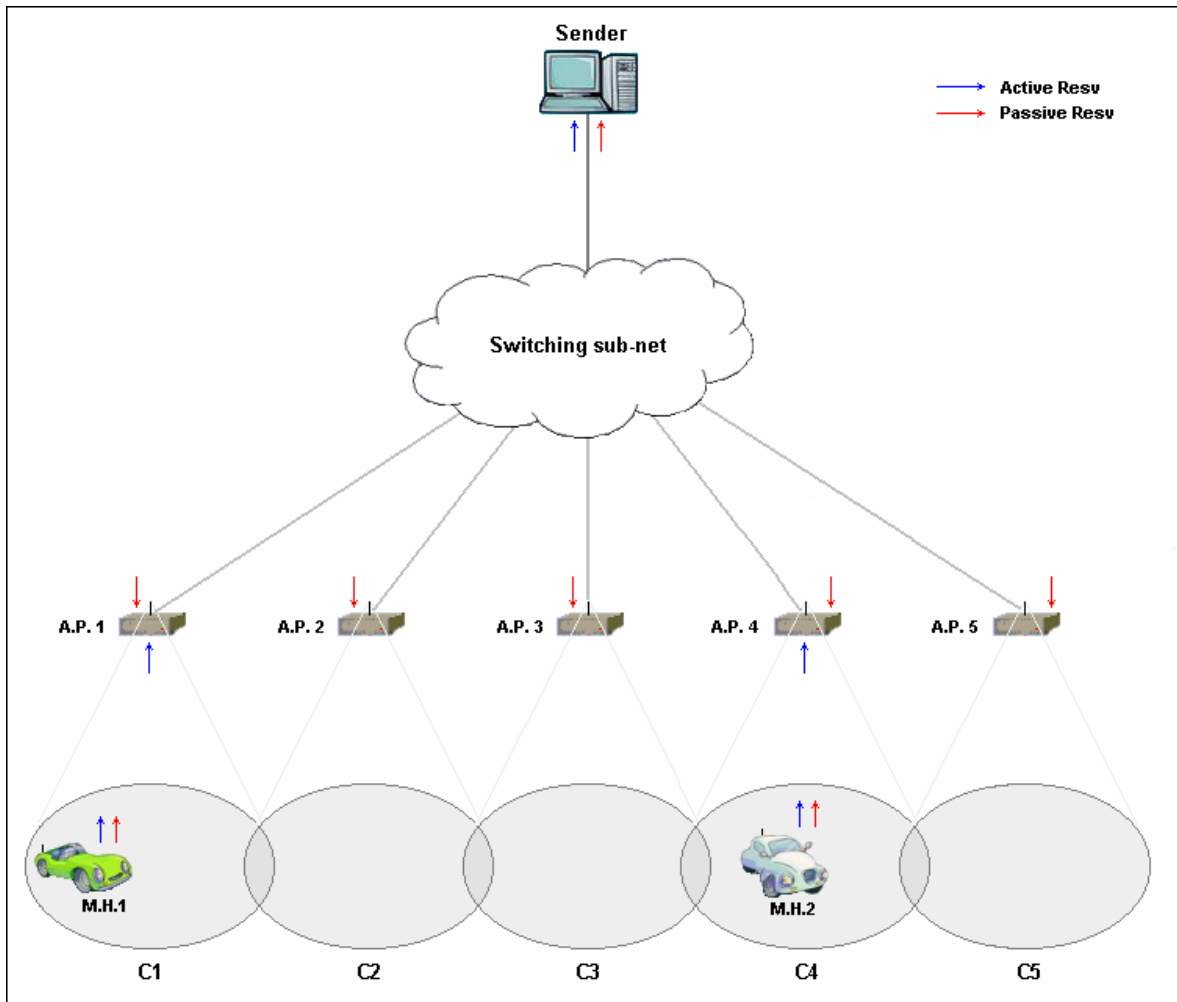 Sender
Active Resv
Passive Resv
Switching sub-net
A.P. 1
A.P. 2
A.P. 3
A.P. 4
A.P. 5
M.H.1
M.H.2
C1
C2
C3
C4
C5